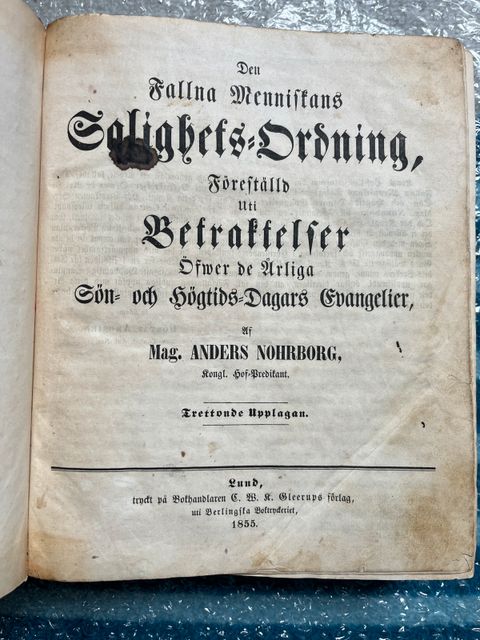 Den
Fallna Menniskans
Salighets-Ordning,
Föreställd
Uti
Betraktelser
Öfwer de Årliga
Sön- och Högtids-Dagars Evangelier,
Af
Mag. ANDERS NOHRBORG,
Kongl. Hof-Predikant.
Trettonde Upplagan.
Lund,
tryckt på Bokhandlaren C. W. K. Gleerups förlag,
uti Berlingska Boktryckeriet,
1855.